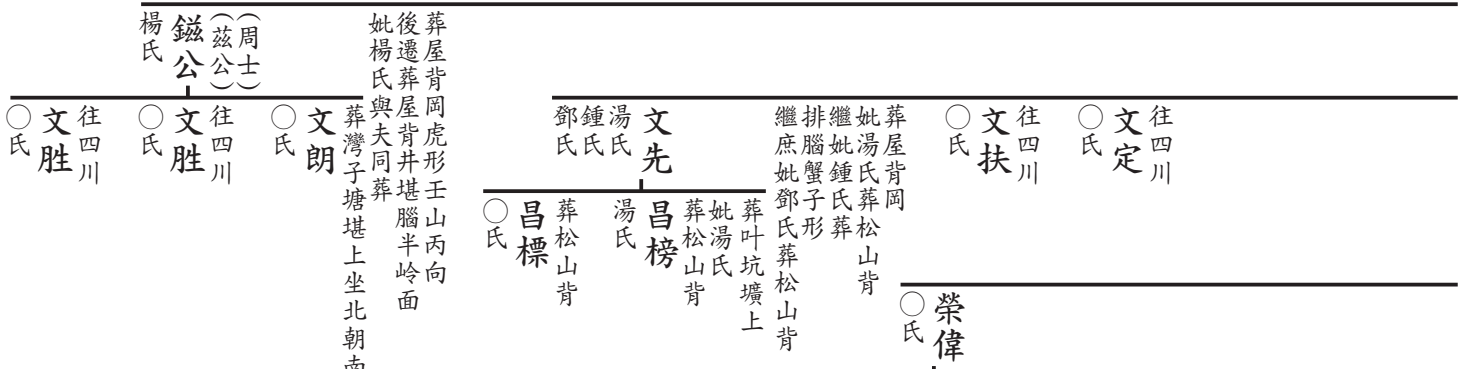 葬屋背岡虎形壬山丙向
後遷葬屋背井堪腦半岭面
妣楊氏與夫同葬
(周士)
(茲公)
鎡公
楊氏
往四川
文定
○氏
往四川
文扶
○氏
葬屋背岡
妣湯氏葬松山背
繼妣鍾氏葬
排腦蟹子形
繼庶妣鄧氏葬松山背
文先
湯氏
鍾氏
鄧氏
葬灣子塘堪上坐北朝南
文朗
○氏
往四川
文胜
○氏
往四川
文胜
○氏
葬叶坑壙上
妣湯氏
葬松山背
昌榜
湯氏
葬松山背
昌標
○氏
榮偉
○氏